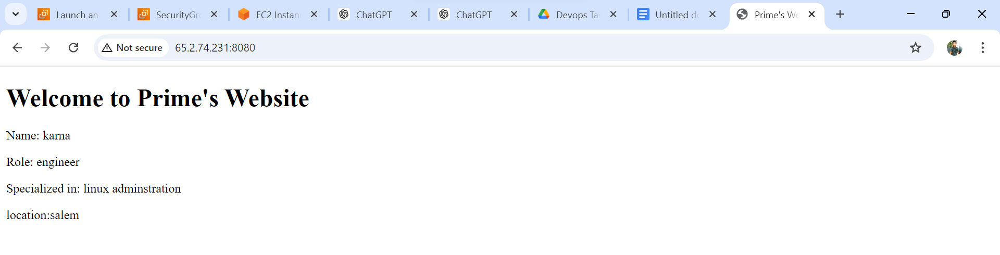 Launch an
SecurityGr
EC2 Instan
ChatGPT
ChatGPT
Devops Ta
Untitled d
Prime's We
Not secure
65.2.74.231:8080
Welcome to Prime's Website
Name: karna
Role: engineer
Specialized in: linux adminstration
location:salem